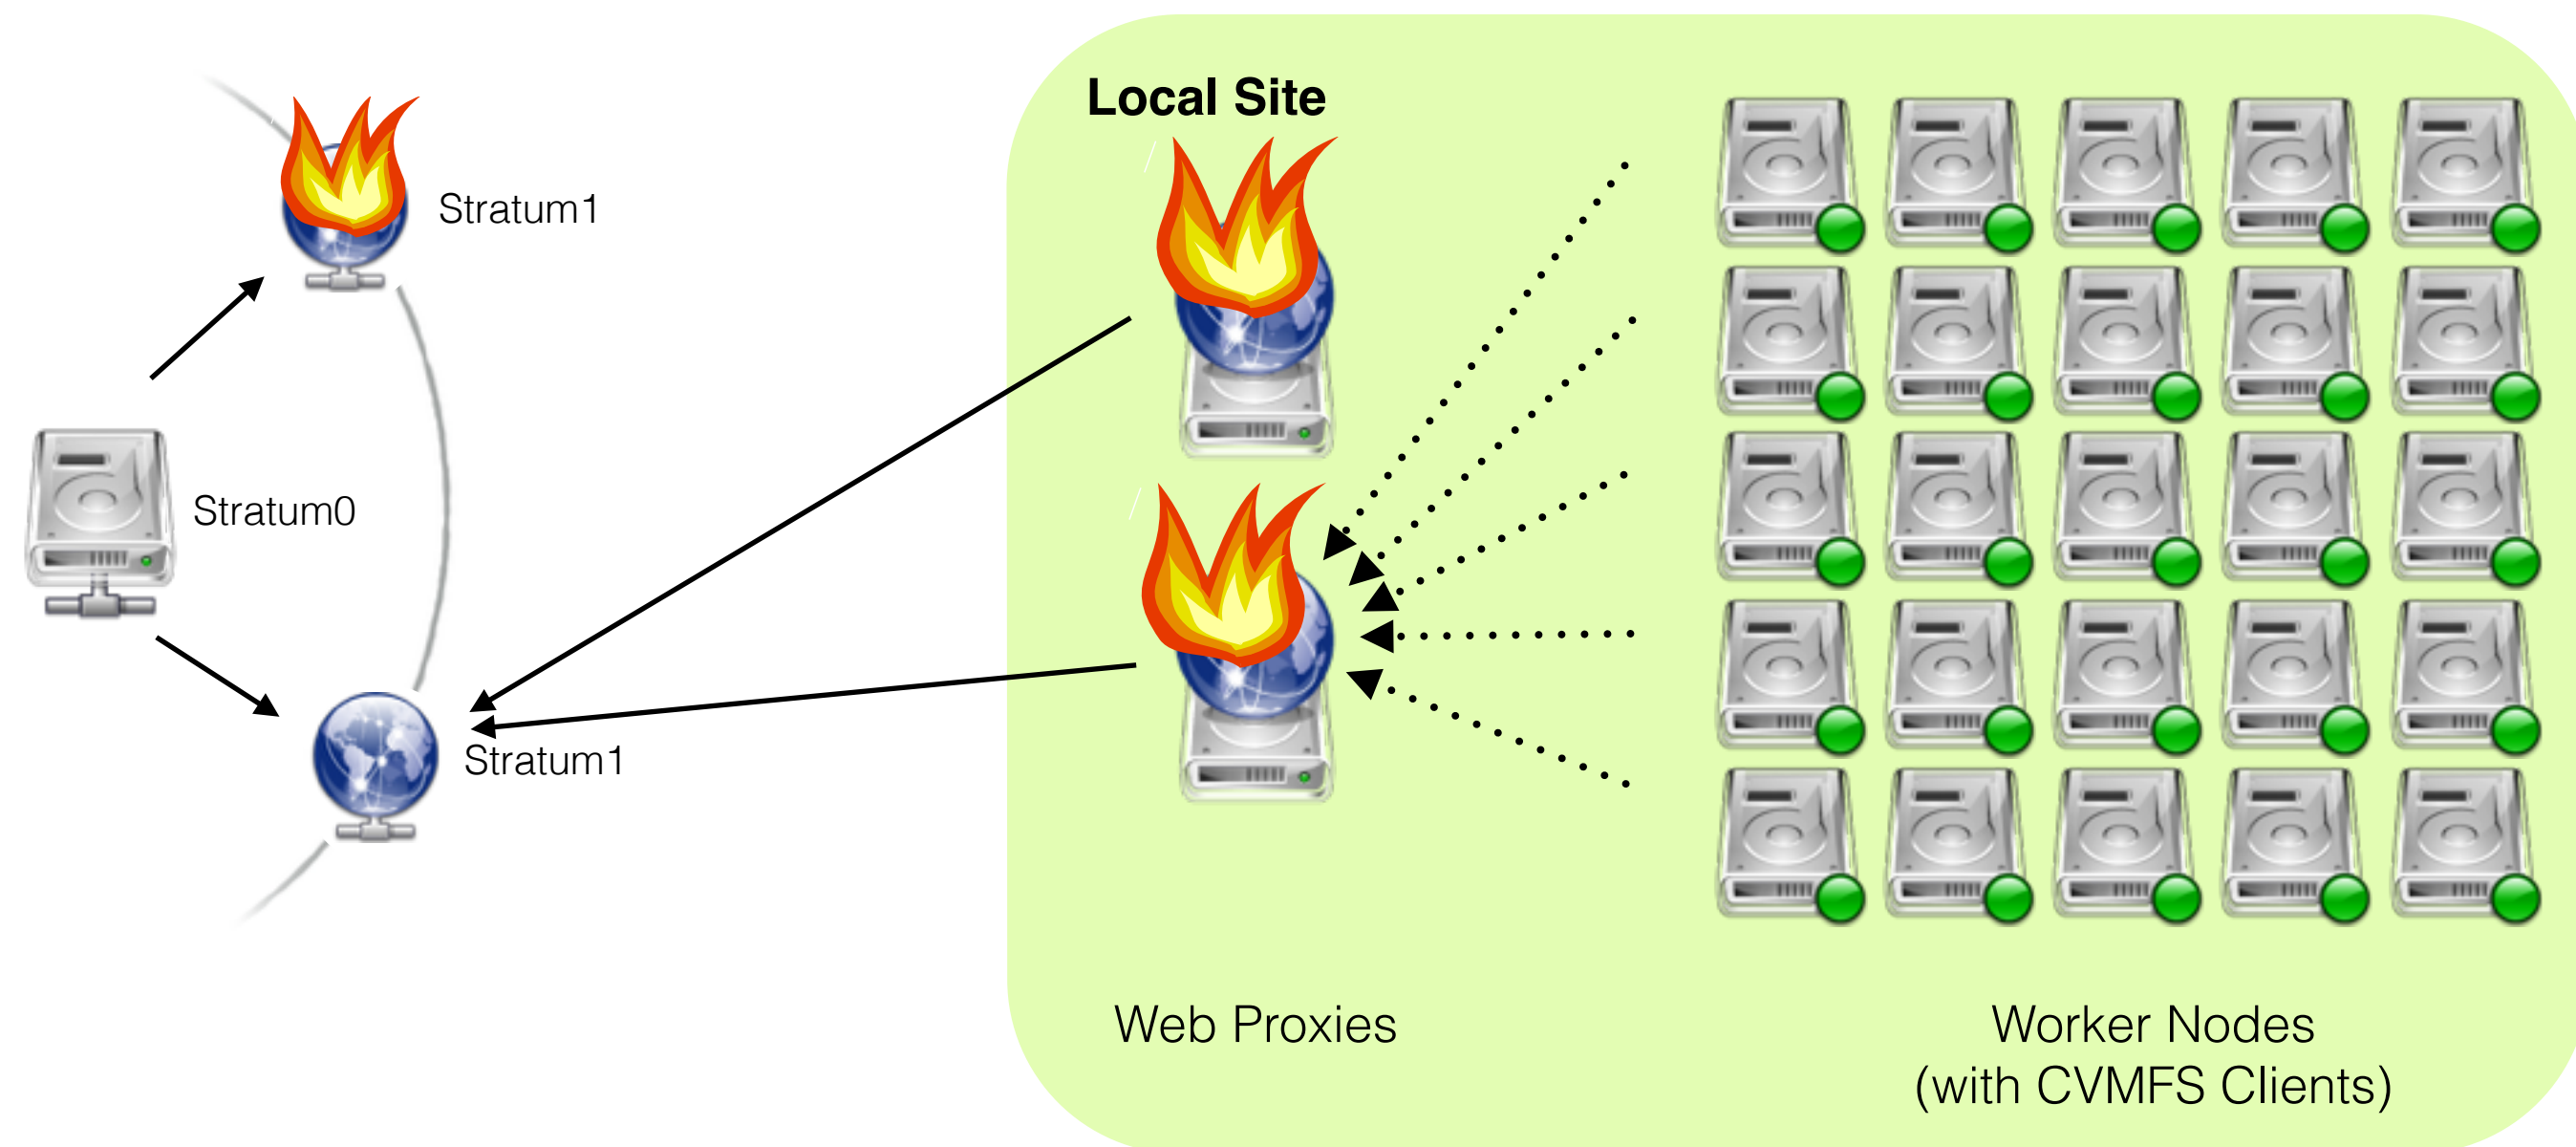 Local Site
Stratum1
Stratum0
Stratum1
Web Proxies
Worker Nodes
(with CVMFS Clients)